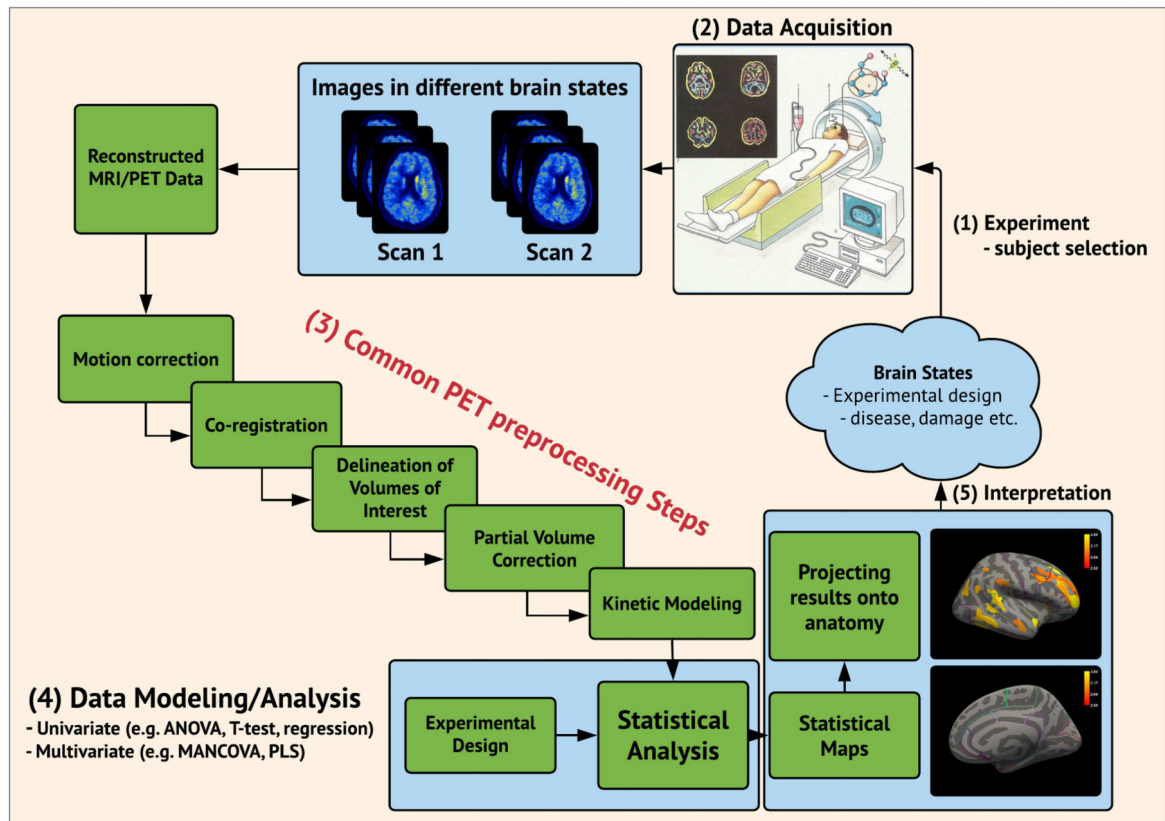 (2) Data Acquisition
Images in different brain states
Scan 1
Scan 2
Reconstructed
MRI/PET Data
(1) Experiment
- subject selection
Brain States
- Experimental design
- disease, damage etc.
(3) Common PET preprocessing Steps
Motion correction
Co-registration
Delineation of
Volumes of
Interest
Partial Volume
Correction
Kinetic Modeling
(4) Data Modeling/Analysis
- Univariate (e.g. ANOVA, T-test, regression)
- Multivariate (e.g. MANCOVA, PLS)
Experimental
Design
Statistical
Analysis
(5) Interpretation
Projecting
results onto
anatomy
Statistical
Maps